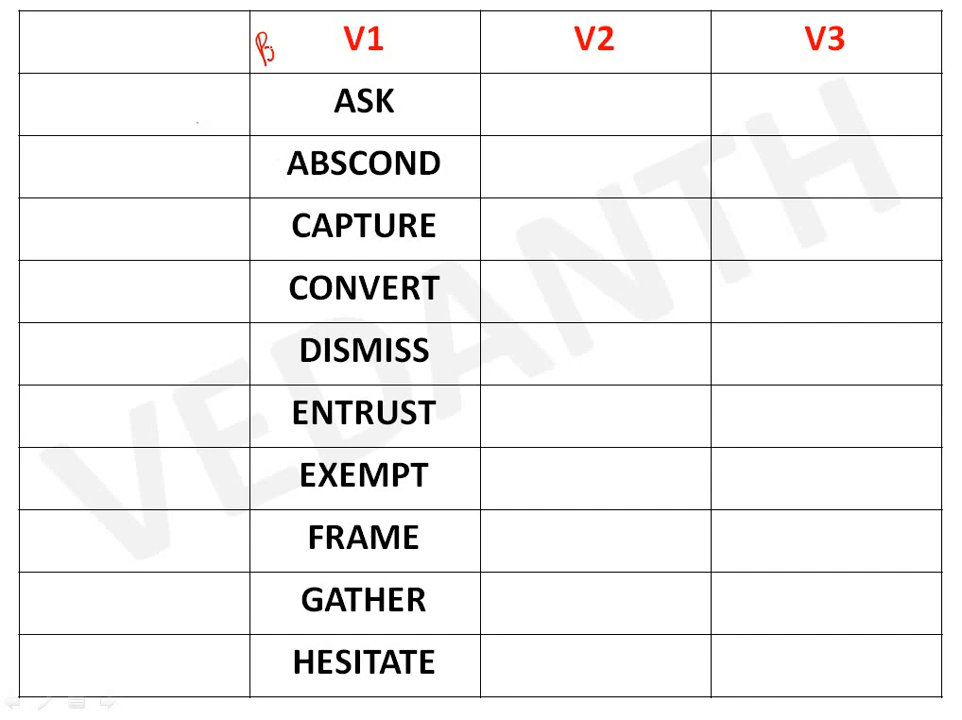 V1 V2 V3
ASK
ABSCOND
CAPTURE
CONVERT
DISMISS
ENTRUST
EXEMPT
FRAME
GATHER
HESITATE
VEDANTH